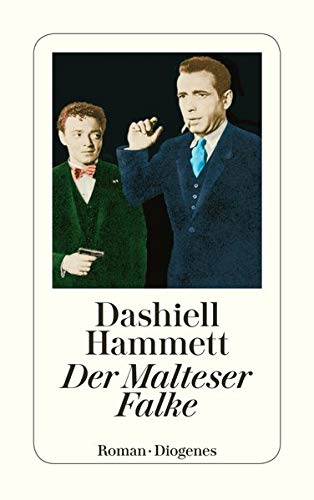 Dashiell
Hammett
Der Malteser
Falke
Roman · Diogenes